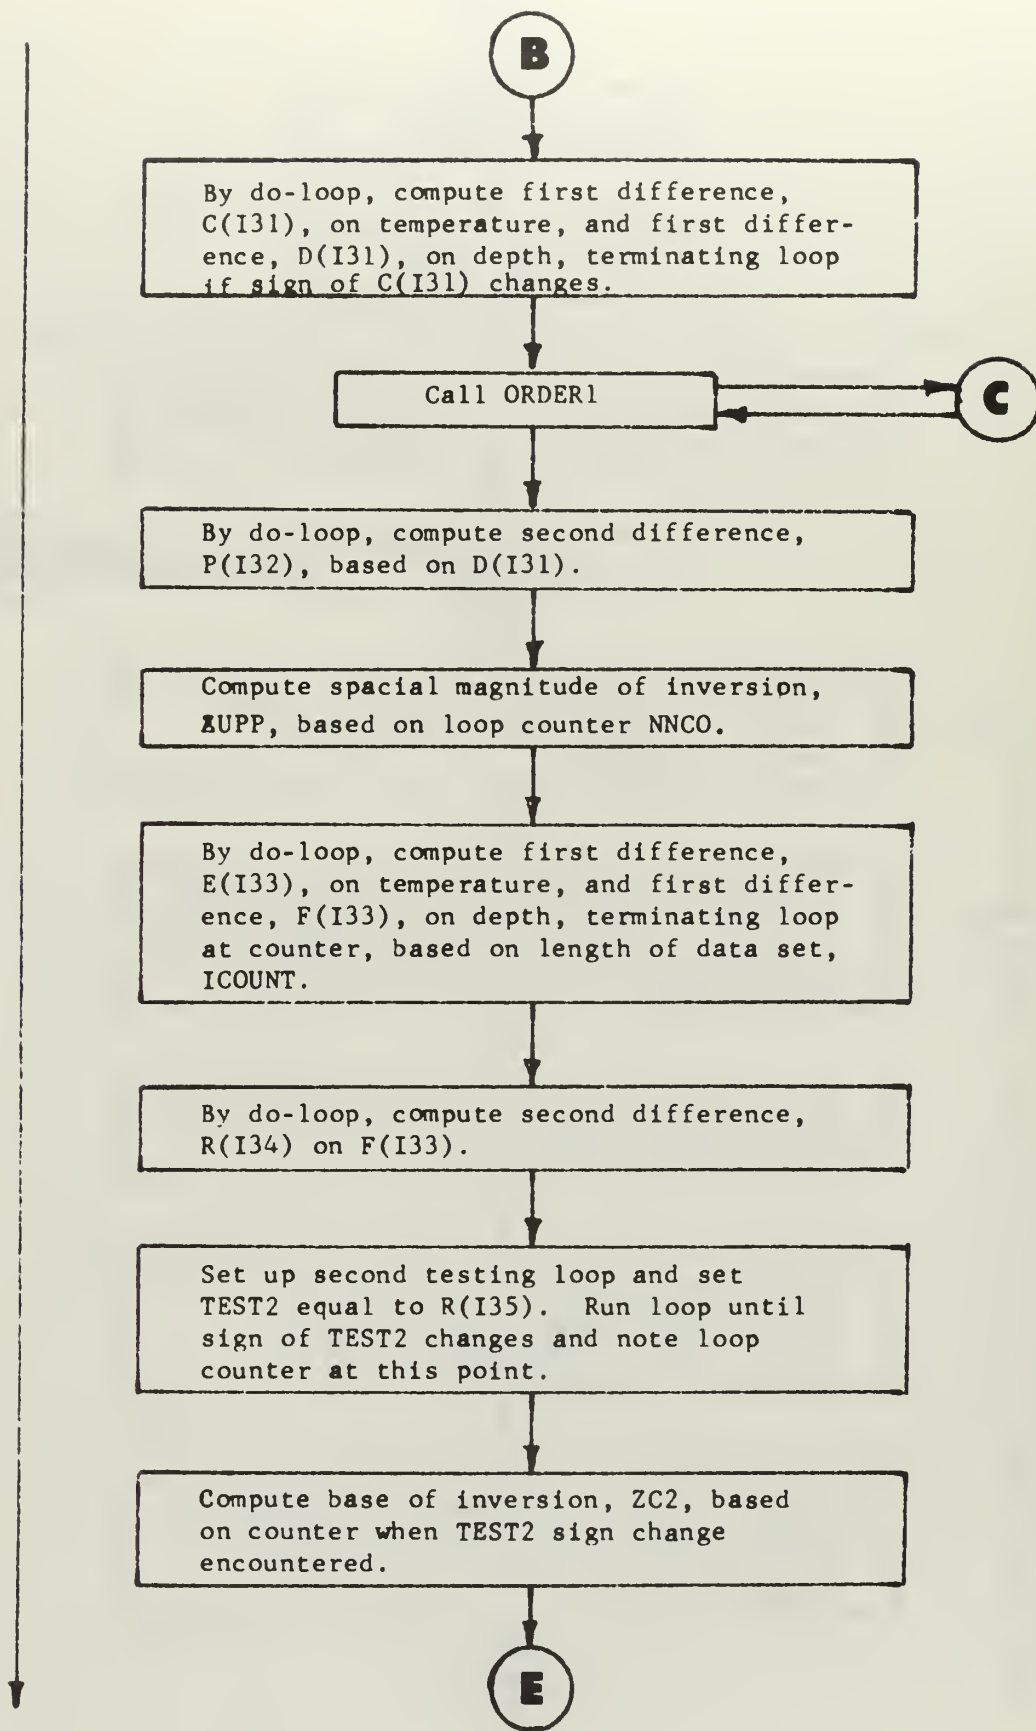 B
By do-loop, compute first difference,
C(I31), on temperature, and first differ-
ence, D(I31), on depth, terminating loop
if sign of C(I31) changes.
Call ORDER1
C
By do-loop, compute second difference,
P(I32), based on D(I31).
Compute spacial magnitude of inversion,
ZUPP, based on loop counter NNCO.
By do-loop, compute first difference,
E(I33), on temperature, and first differ-
ence, F(I33), on depth, terminating loop
at counter, based on length of data set,
ICOUNT.
By do-loop, compute second difference,
R(I34) on F(I33).
Set up second testing loop and set
TEST2 equal to R(I35). Run loop until
sign of TEST2 changes and note loop
counter at this point.
Compute base of inversion, ZC2, based
on counter when TEST2 sign change
encountered.
E